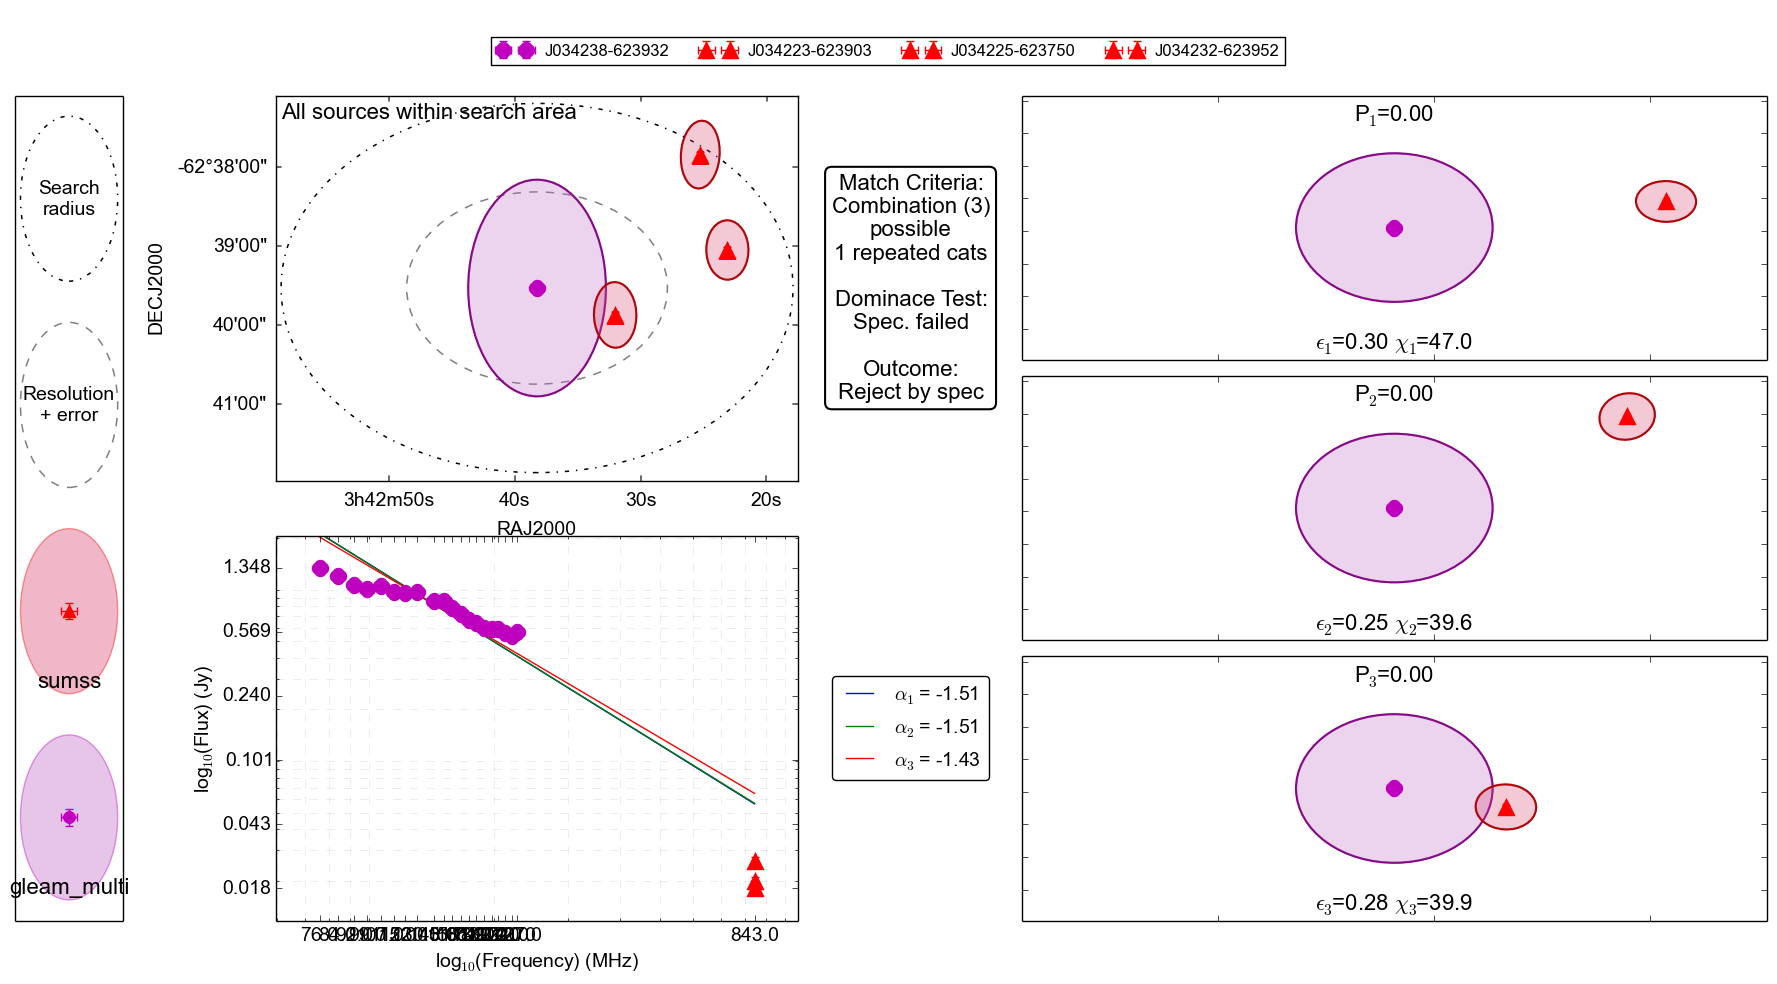 J034238-623932 J034223-623903 J034225-623750 J034232-623952
Search
radius
Resolution
+ error
sumss
gleam_multi
All sources within search area
DECJ2000
-62°38'00"
39'00"
40'00"
41'00"
3h42m50s 40s 30s 20s
RAJ2000
Match Criteria:
Combination (3)
possible
1 repeated cats
Dominace Test:
Spec. failed
Outcome:
Reject by spec
log10(Flux) (Jy)
1.348
0.569
0.240
0.101
0.043
0.018
843.0
log10(Frequency) (MHz)
α1 = -1.51
α2 = -1.51
α3 = -1.43
P1=0.00
ϵ1=0.30 χ1=47.0
P2=0.00
ϵ2=0.25 χ2=39.6
P3=0.00
ϵ3=0.28 χ3=39.9